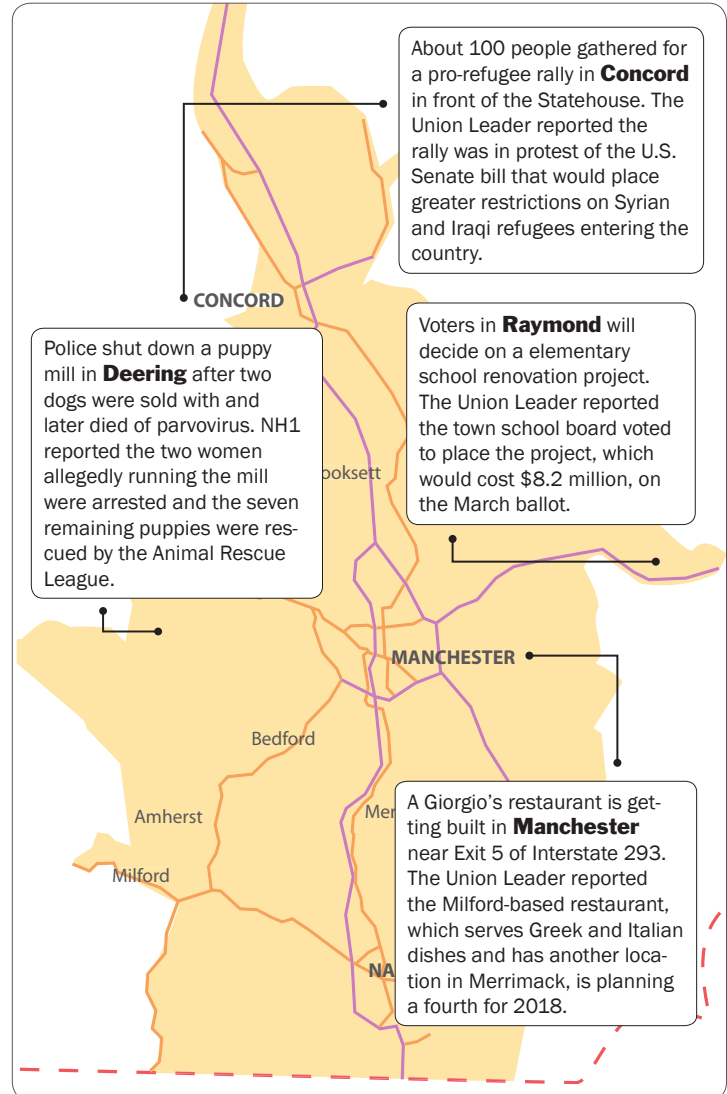 About 100 people gathered for
a pro-refugee rally in Concord
in front of the Statehouse. The
Union Leader reported the
rally was in protest of the U.S.
Senate bill that would place
greater restrictions on Syrian
and Iraqi refugees entering the
country.
CONCORD
Police shut down a puppy
mill in Deering after two
dogs were sold with and
later died of parvovirus. NH1
reported the two women
allegedly running the mill
were arrested and the seven
remaining puppies were res-
cued by the Animal Rescue
League.
Voters in Raymond will
decide on a elementary
school renovation project.
The Union Leader reported
the town school board voted
to place the project, which
would cost $8.2 million, on
the March ballot.
ooksett
MANCHESTER
Bedford
Amherst
Mer
Milford
NA
A Giorgio’s restaurant is get-
ting built in Manchester
near Exit 5 of Interstate 293.
The Union Leader reported
the Milford-based restaurant,
which serves Greek and Italian
dishes and has another loca-
tion in Merrimack, is planning
a fourth for 2018.